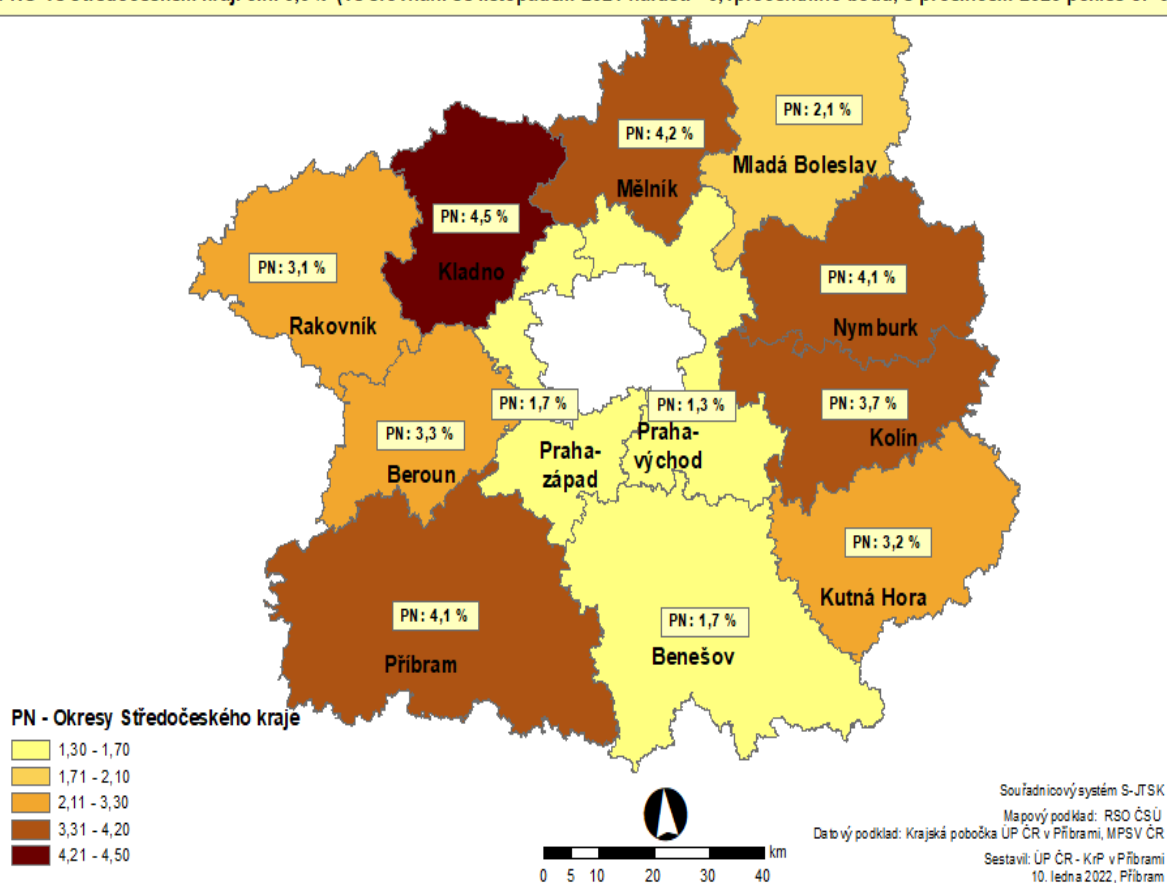 PN: 2,1 %
Mladá Boleslav
PN: 4,2 %
Mělník
PN: 4,5 %
Kladno
PN: 3,1 %
Rakovník
PN: 4,1 %
Nymburk
PN: 1,7 %
PN: 1,3 %
PN: 3,7 %
Kolín
PN: 3,3 %
Beroun
Praha-
západ
Praha-
východ
PN: 3,2 %
Kutná Hora
PN: 4,1 %
Příbram
PN: 1,7 %
Benešov
PN - Okresy Středočeského kraje
1,30 - 1,70
1,71 - 2,10
2,11 - 3,30
3,31 - 4,20
4,21 - 4,50
km
0 5 10 20 30 40
Souřadnicový systém S-JTSK
Mapový podklad: RSO ČSÚ
Datový podklad: Krajská pobočka ÚP ČR v Příbrami, MPSV ČR
Sestavil: ÚP ČR - KrP v Příbrami
10. ledna 2022, Příbram